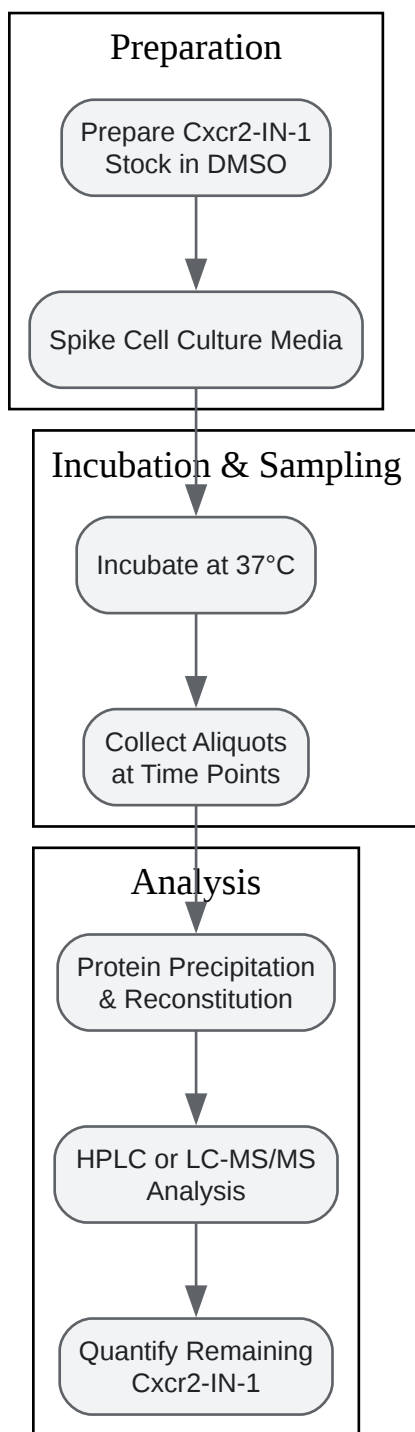 Preparation
Prepare Cxcr2-IN-1
Stock in DMSO
Spike Cell Culture Media
Incubation & Sampling
Incubate at 37°C
Collect Aliquots
at Time Points
Analysis
Protein Precipitation
& Reconstitution
HPLC or LC-MS/MS
Analysis
Quantify Remaining
Cxcr2-IN-1